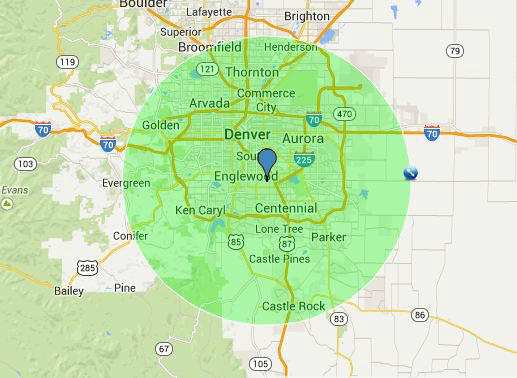 Boulder
Lafayette
Brighton
Superior
Broomfield
Henderson
79
119
121
Thornton
Commerce
City
Arvada
70
470
Golden
70
70
Denver
Aurora
70
103
South
225
Englewood
Evergreen
Evans
Ken Caryl
Centennial
Lone Tree
Conifer
85
87
Parker
285
Castle Pines
Bailey
Pine
Castle Rock
83
86
67
105